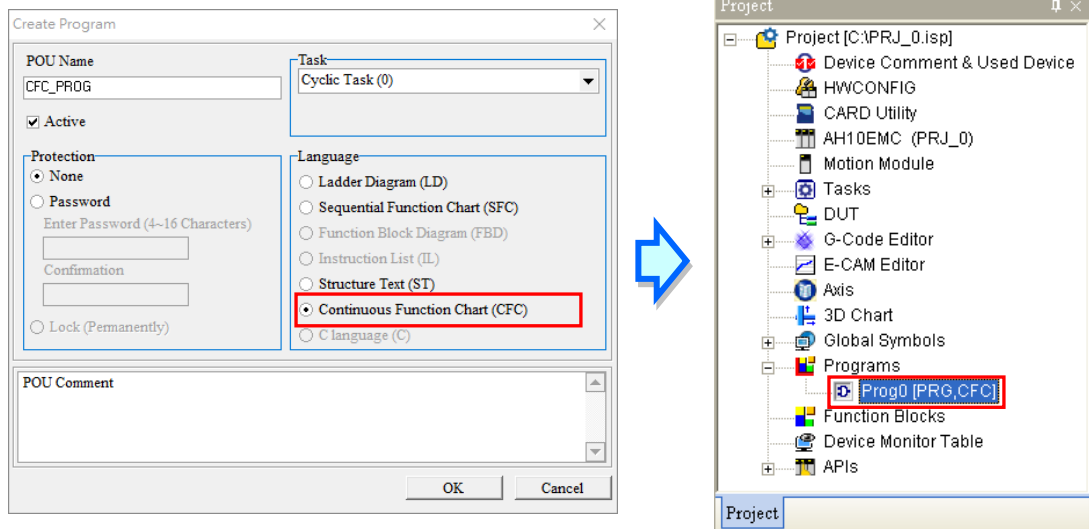 Create Program
POU Name
CFC_PROG
Active
Task
Cyclic Task (0)
Protection
None
Password
Enter Password (4~16 Characters)
Confirmation
Lock (Permanently)
Language
Ladder Diagram (LD)
Sequential Function Chart (SFC)
Function Block Diagram (FBD)
Instruction List (IL)
Structure Text (ST)
Continuous Function Chart (CFC)
C language (C)
POU Comment
OK
Cancel
Project
Project [C:\PRJ_0.isp]
Device Comment & Used Device
HWCONFIG
CARD Utility
AH10EMC (PRJ_0)
Motion Module
Tasks
DUT
G-Code Editor
E-CAM Editor
Axis
3D Chart
Global Symbols
Programs
Prog0 [PRG,CFC]
Function Blocks
Device Monitor Table
APIs
Project